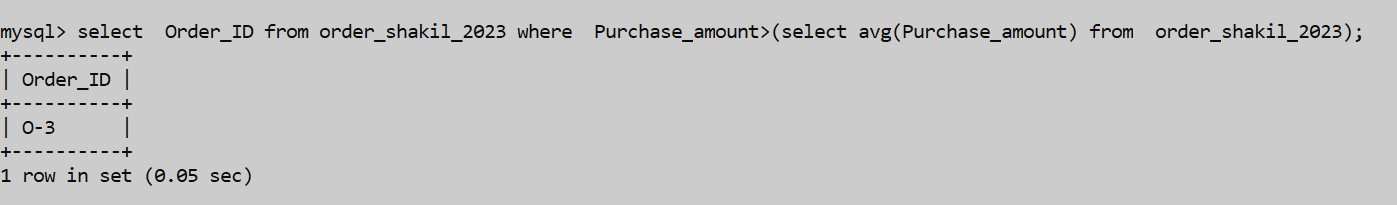 mysql> select  Order_ID from order_shakil_2023 where  Purchase_amount>(select avg(Purchase_amount) from  order_shakil_2023);
+----------+
| Order_ID |
+----------+
| O-3      |
+----------+
1 row in set (0.05 sec)